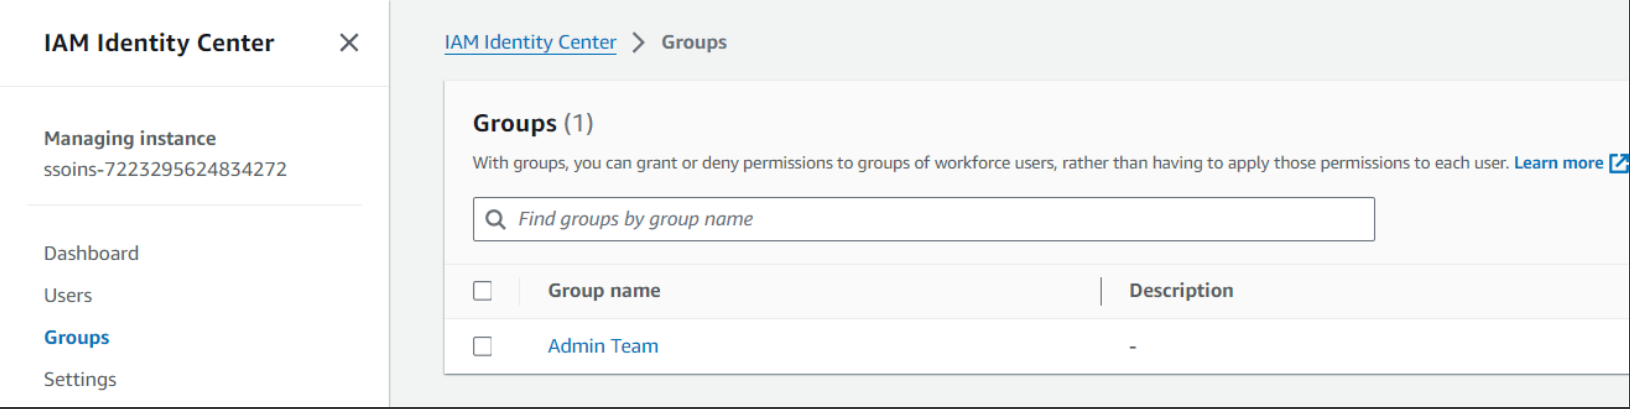 IAM Identity Center
Managing instance
ssoins-7223295624834272
Dashboard
Users
Groups
Settings
IAM Identity Center > Groups
Groups (1)
With groups, you can grant or deny permissions to groups of workforce users, rather than having to apply those permissions to each user. Learn more
Find groups by group name
Group name Description
Admin Team -